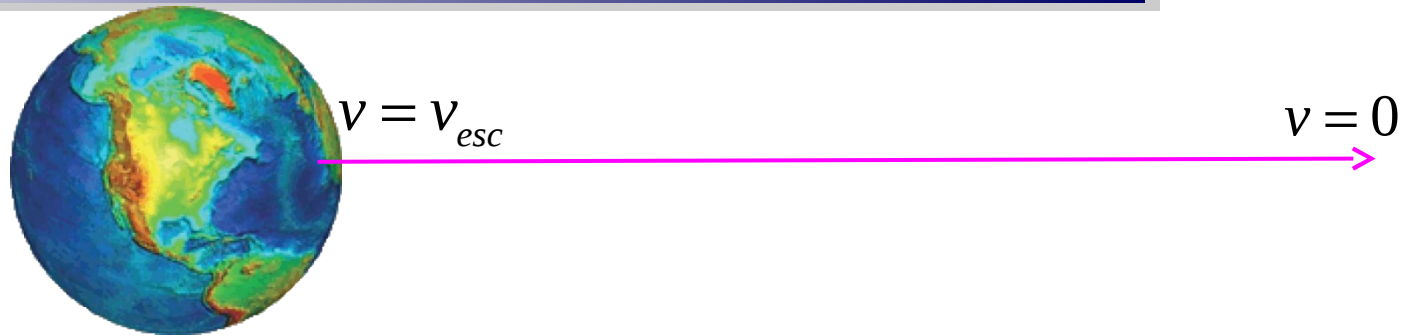 v = v_esc
v = 0